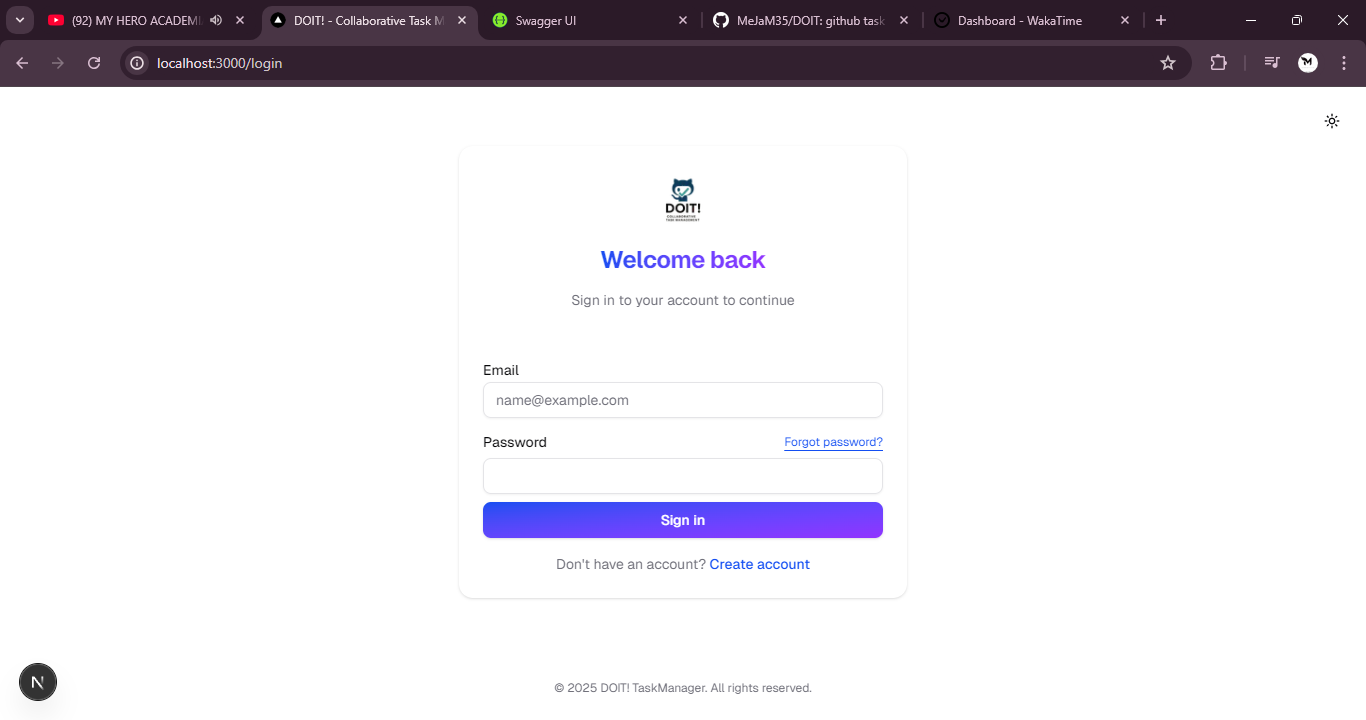 (92) MY HERO ACADEMI
DOIT! - Collaborative Task M
Swagger UI
MeJaM35/DOIT: github task
Dashboard - WakaTime
localhost:3000/login
DOIT!
COLLABORATIVE
TASK MANAGEMENT
Welcome back
Sign in to your account to continue
Email
name@example.com
Password
Forgot password?
Sign in
Don't have an account? Create account
N
© 2025 DOIT! TaskManager. All rights reserved.